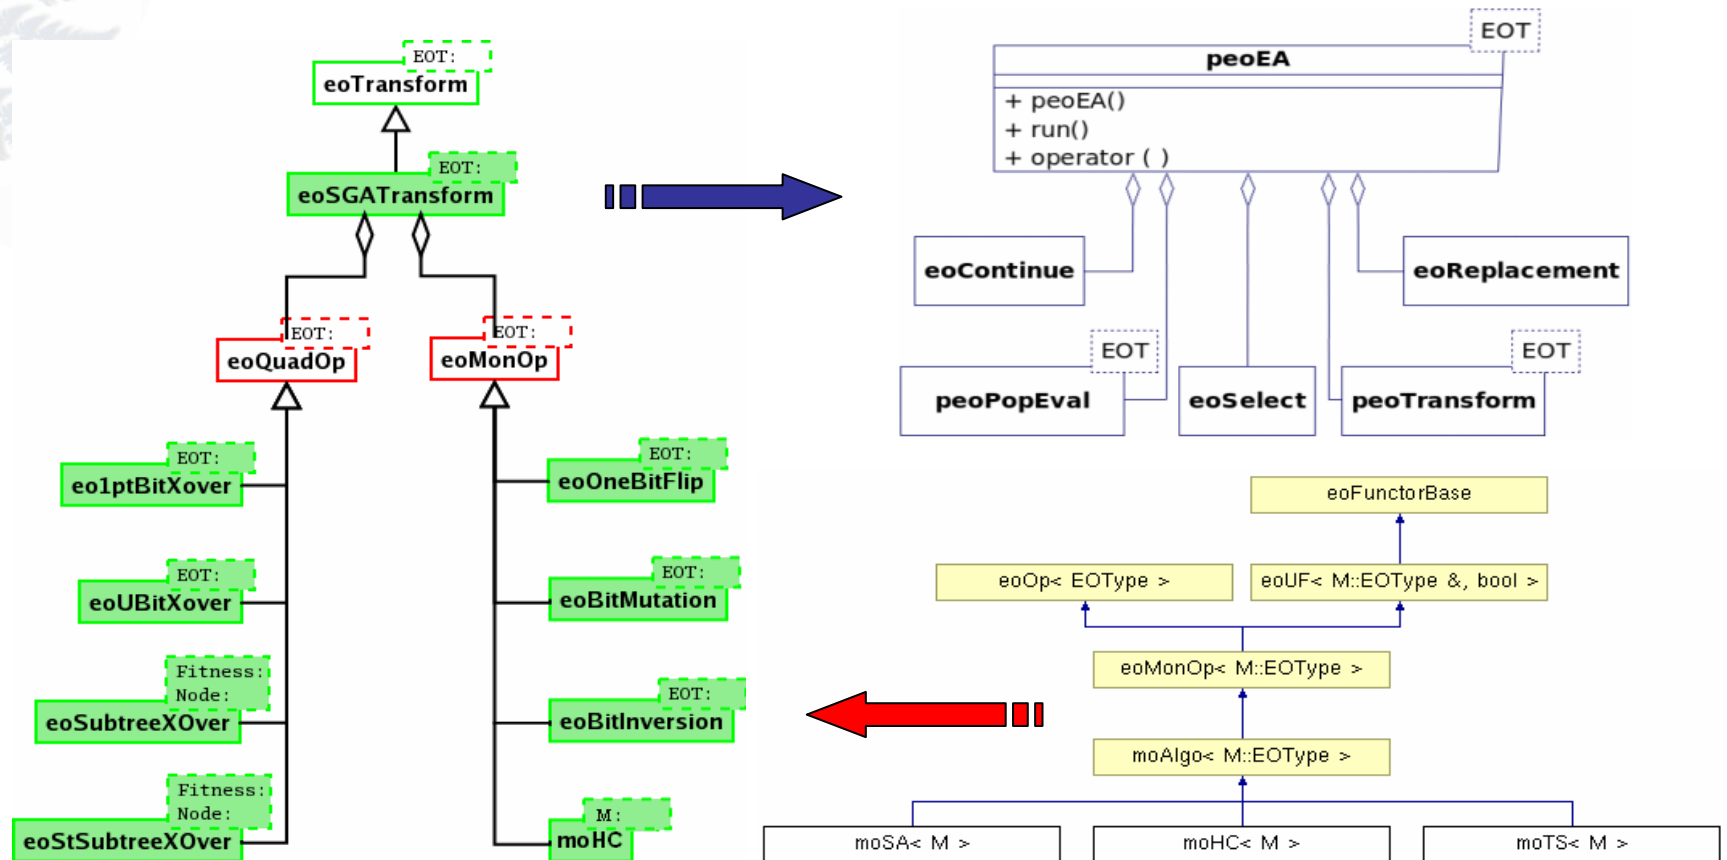 EOT:
eoTransform
EOT:
eoSGATransform
EOT:
eoQuadOp
EOT:
eoMonOp
EOT:
eo1ptBitXover
EOT:
eoUBitXover
Fitness:
Node:
eoSubtreeXOver
Fitness:
Node:
eoStSubtreeXOver
EOT:
eoOneBitFlip
EOT:
eoBitMutation
EOT:
eoBitInversion
M:
moHC
EOT
peoEA
+ peoEA()
+ run()
+ operator ( )
eoContinue
eoReplacement
EOT
peoPopEval
eoSelect
EOT
peoTransform
eoFunctorBase
eoOp< EOType >
eoUF< M::EOType &, bool >
eoMonOp< M::EOType >
moAlgo< M::EOType >
moSA< M >
moHC< M >
moTS< M >